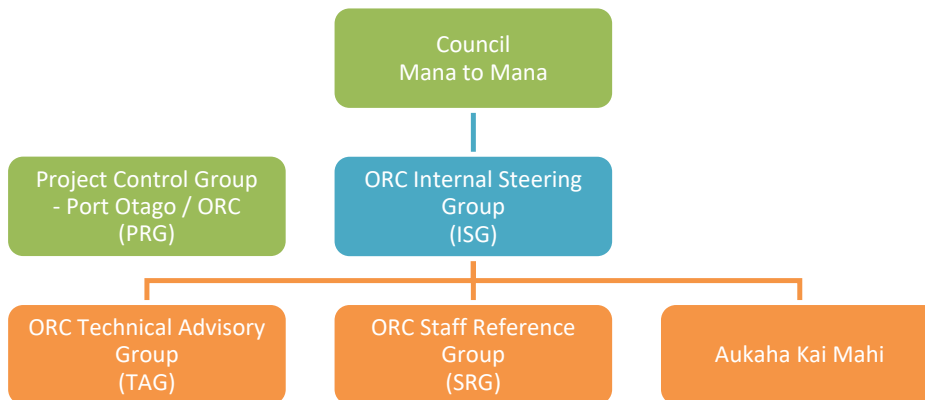 Council
Mana to Mana
Project Control Group
- Port Otago / ORC
(PRG)
ORC Internal Steering
Group
(ISG)
ORC Technical Advisory
Group
(TAG)
ORC Staff Reference
Group
(SRG)
Aukaha Kai Mahi